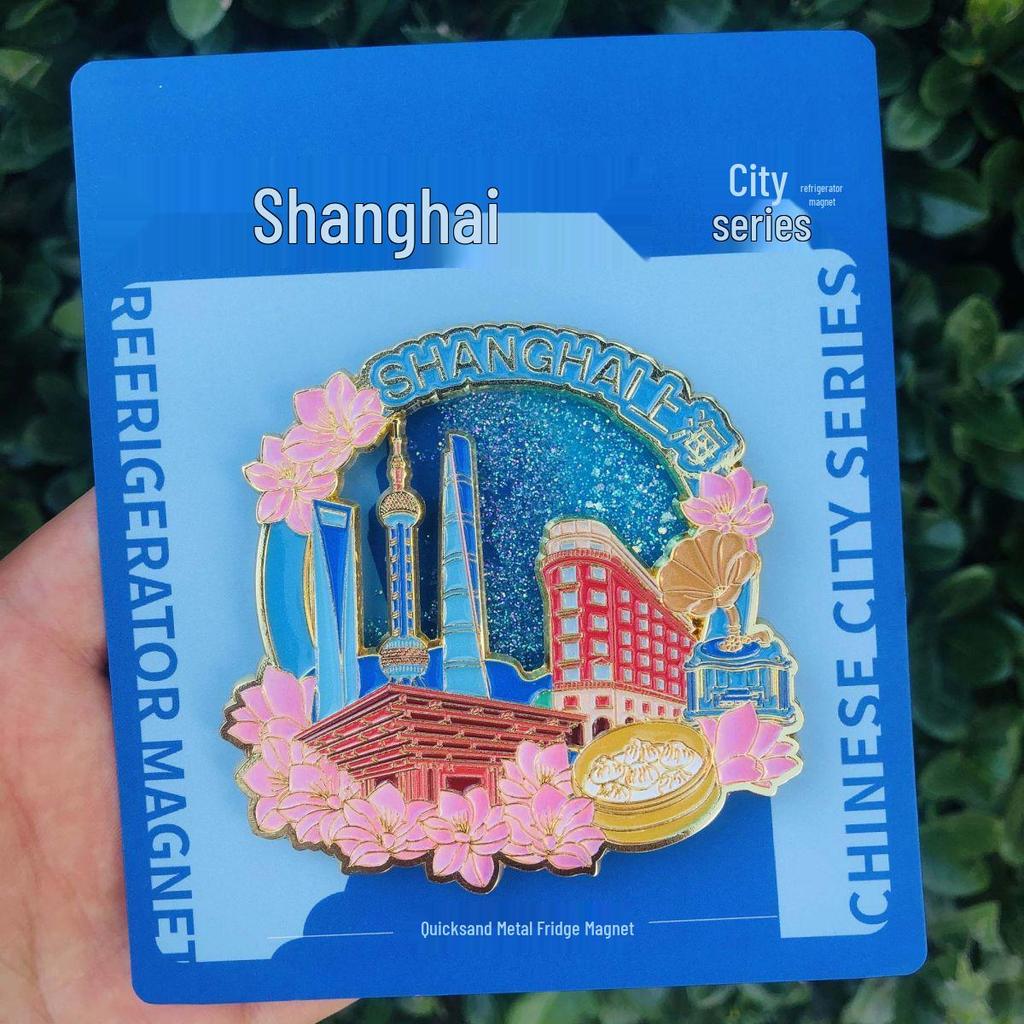 Shanghai
City
series
refrigerator
magnet
REFRIGERATOR MAGNET
CHINESE CITY SERIES
SHANGHAI上海
Quicksand Metal Fridge Magnet